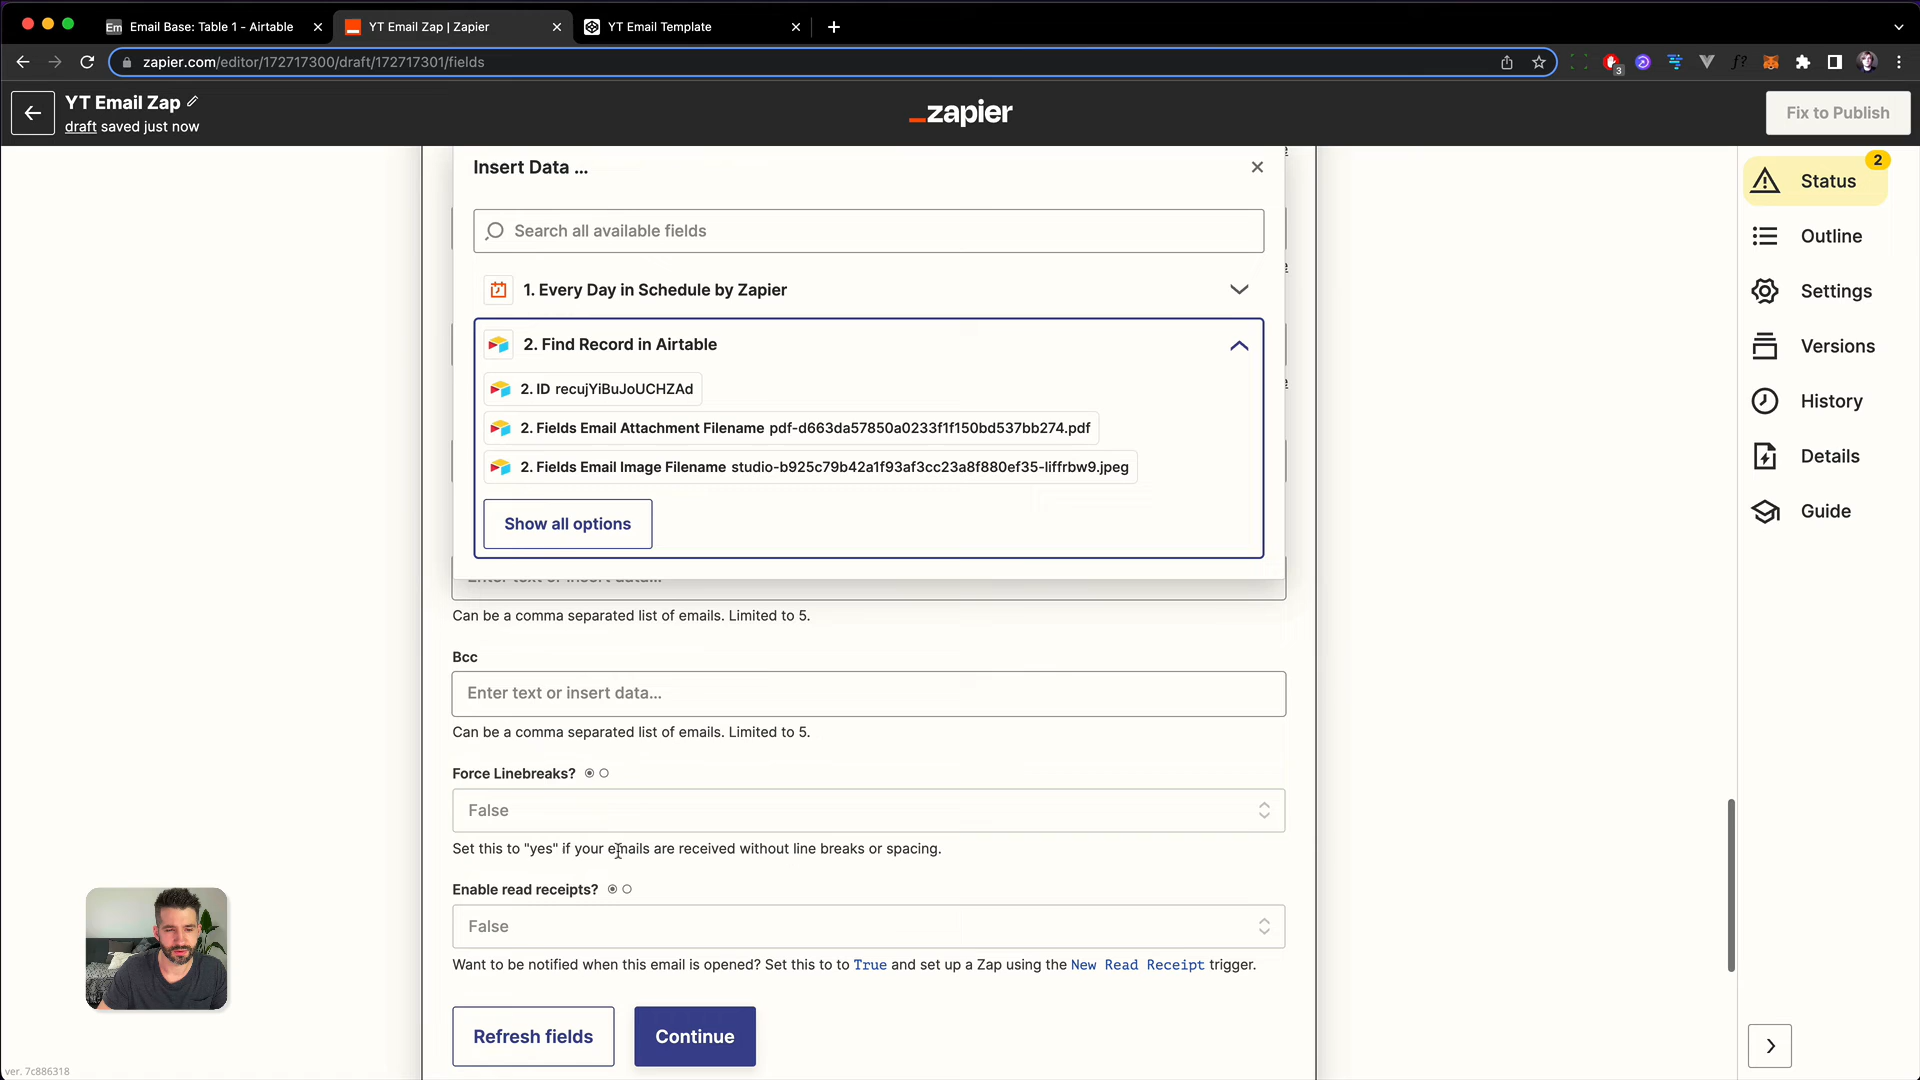 Em Email Base: Table 1 - Airtable
YT Email Zap | Zapier
YT Email Template
zapier.com/editor/172717300/draft/172717301/fields
3
f?
YT Email Zap
draft saved just now
_zapier
Fix to Publish
Insert Data ...
Search all available fields
1. Every Day in Schedule by Zapier
2. Find Record in Airtable
2. ID recujYiBuJoUCHZAd
2. Fields Email Attachment Filename pdf-d663da57850a0233f1f150bd537bb274.pdf
2. Fields Email Image Filename studio-b925c79b42a1f93af3cc23a8f880ef35-liffrbw9.jpeg
Show all options
Enter text or insert data...
Can be a comma separated list of emails. Limited to 5.
Bcc
Enter text or insert data...
Can be a comma separated list of emails. Limited to 5.
Force Linebreaks?
False
Set this to "yes" if your emails are received without line breaks or spacing.
Enable read receipts?
False
Want to be notified when this email is opened? Set this to to True and set up a Zap using the New Read Receipt trigger.
Refresh fields
Continue
2
Status
Outline
Settings
Versions
History
Details
Guide
ver. 7c886318